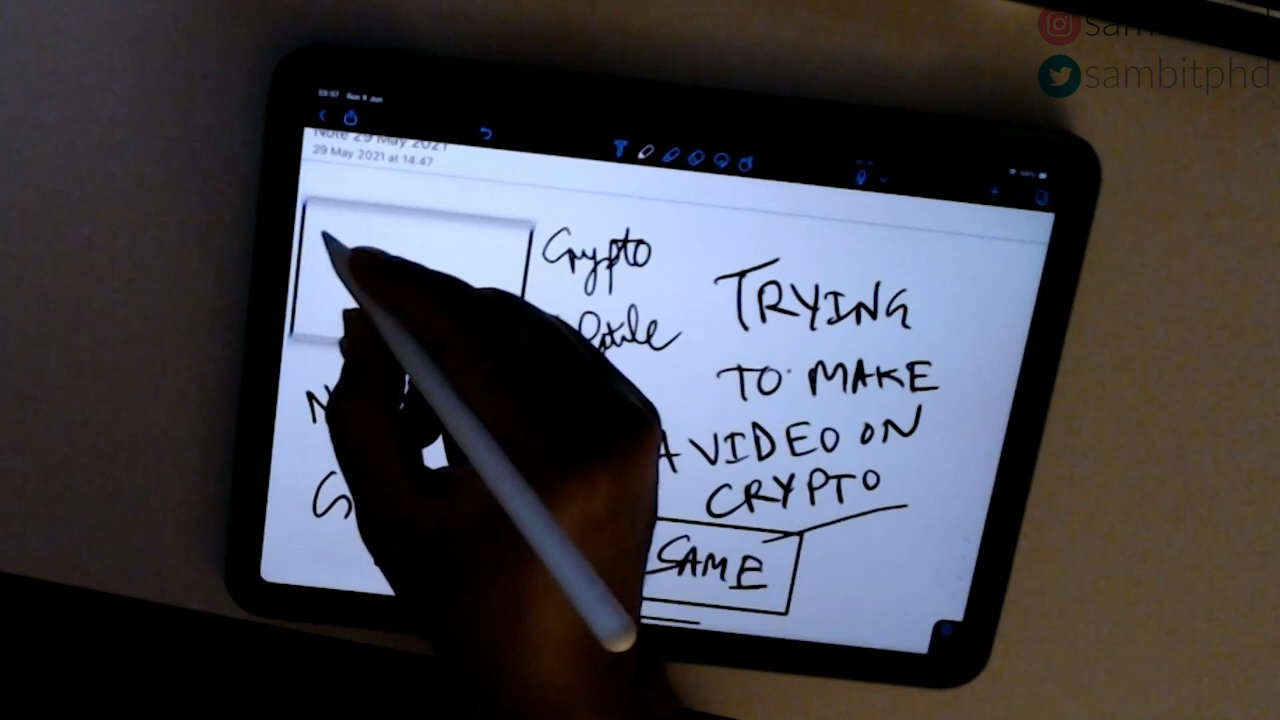 sambitphd
Note 29 May 2021
29 May 2021 at 14:47
Crypto
TRYING
TO MAKE
A VIDEO ON
CRYPTO
SAME